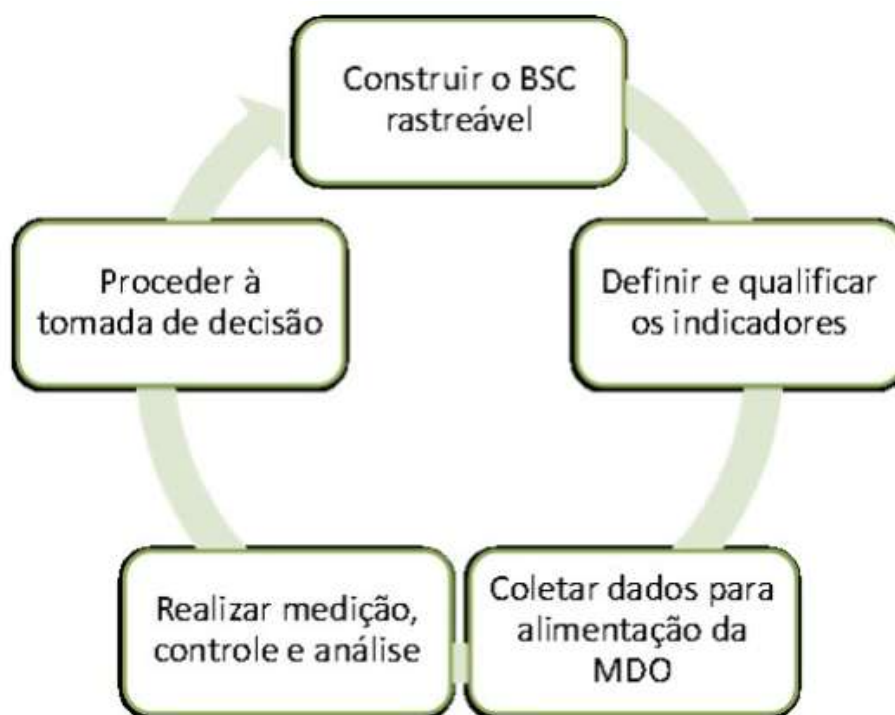 Construir o BSC
rastreável
Definir e qualificar
os indicadores
Coletar dados para
alimentação da
MDO
Realizar medição,
controle e análise
Proceder à
tomada de decisão